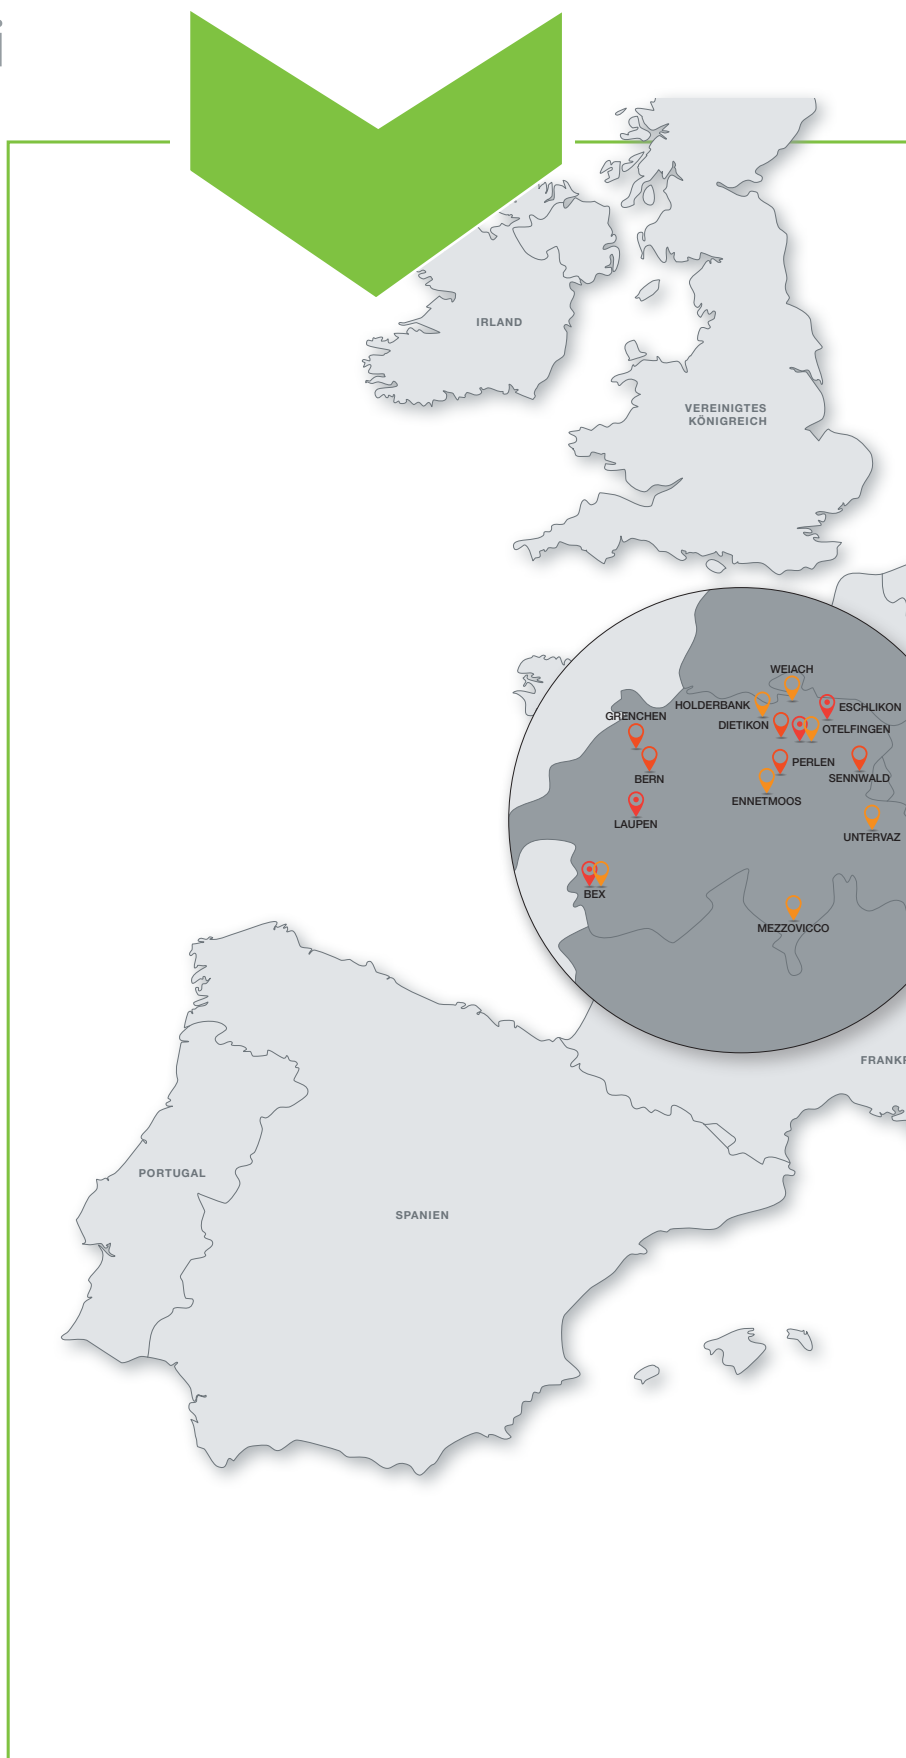 i
IRLAND
VEREINIGTES
KÖNIGREICH
WEIACH
HOLDERBANK
ESCHLIKON
GRENCHEN
DIETIKON
OTELFINGEN
PERLEN
BERN
SENNWALD
ENNETMOOS
LAUPEN
UNTERVAZ
BEX
MEZZOVICCO
FRANKR
PORTUGAL
SPANIEN